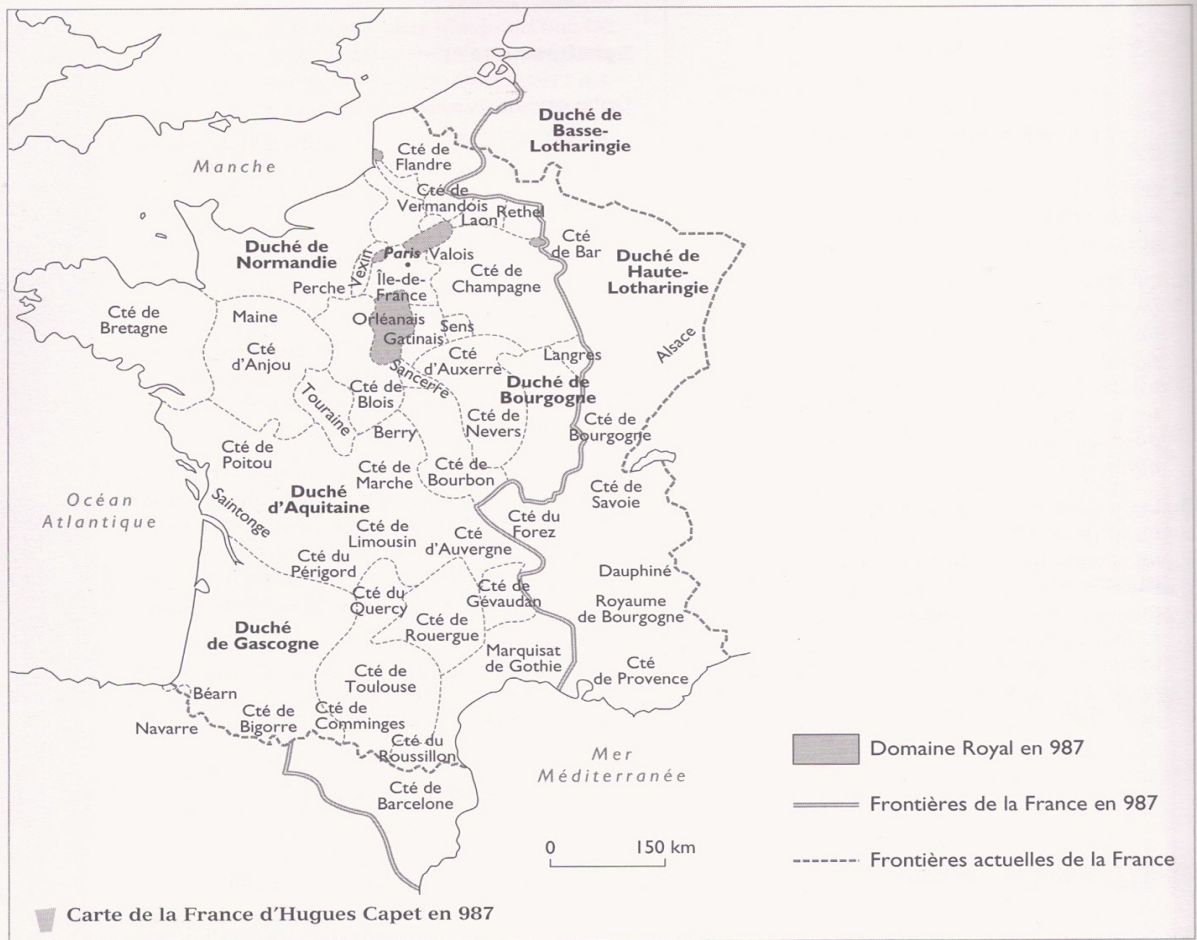 Duché de
Basse-
Lotharingie
Manche
Cté de
Flandre
Cté de
Vermandois
Laon
Rethel
Cté
de Bar
Duché de
Haute-
Lotharingie
Duché de
Normandie
Vexin
Paris
Valois
Perche
Île-de-
France
Cté de
Champagne
Cté de
Bretagne
Maine
Orléanais
Gatinais
Sens
Alsace
Cté
d'Anjou
Cté
d'Auxerre
Langres
Sancerre
Duché de
Bourgogne
Touraine
Cté de
Blois
Cté de
Nevers
Cté de
Bourgogne
Berry
Cté de
Poitou
Cté de
Marche
Cté de
Bourbon
Océan
Atlantique
Saintonge
Duché
d'Aquitaine
Cté de
Savoie
Cté de
Limousin
Cté
d'Auvergne
Cté du
Forez
Cté du
Périgord
Dauphiné
Cté du
Quercy
Cté de
Gévaudan
Royaume
de Bourgogne
Duché
de Gascogne
Cté de
Rouergue
Marquisat
de Gothie
Cté de
Toulouse
Cté
de Provence
Béarn
Navarre
Cté de
Bigorre
Cté de
Comminges
Cté du
Roussillon
Mer
Méditerranée
Cté de
Barcelone
0 150 km
Domaine Royal en 987
Frontières de la France en 987
Frontières actuelles de la France
Carte de la France d'Hugues Capet en 987